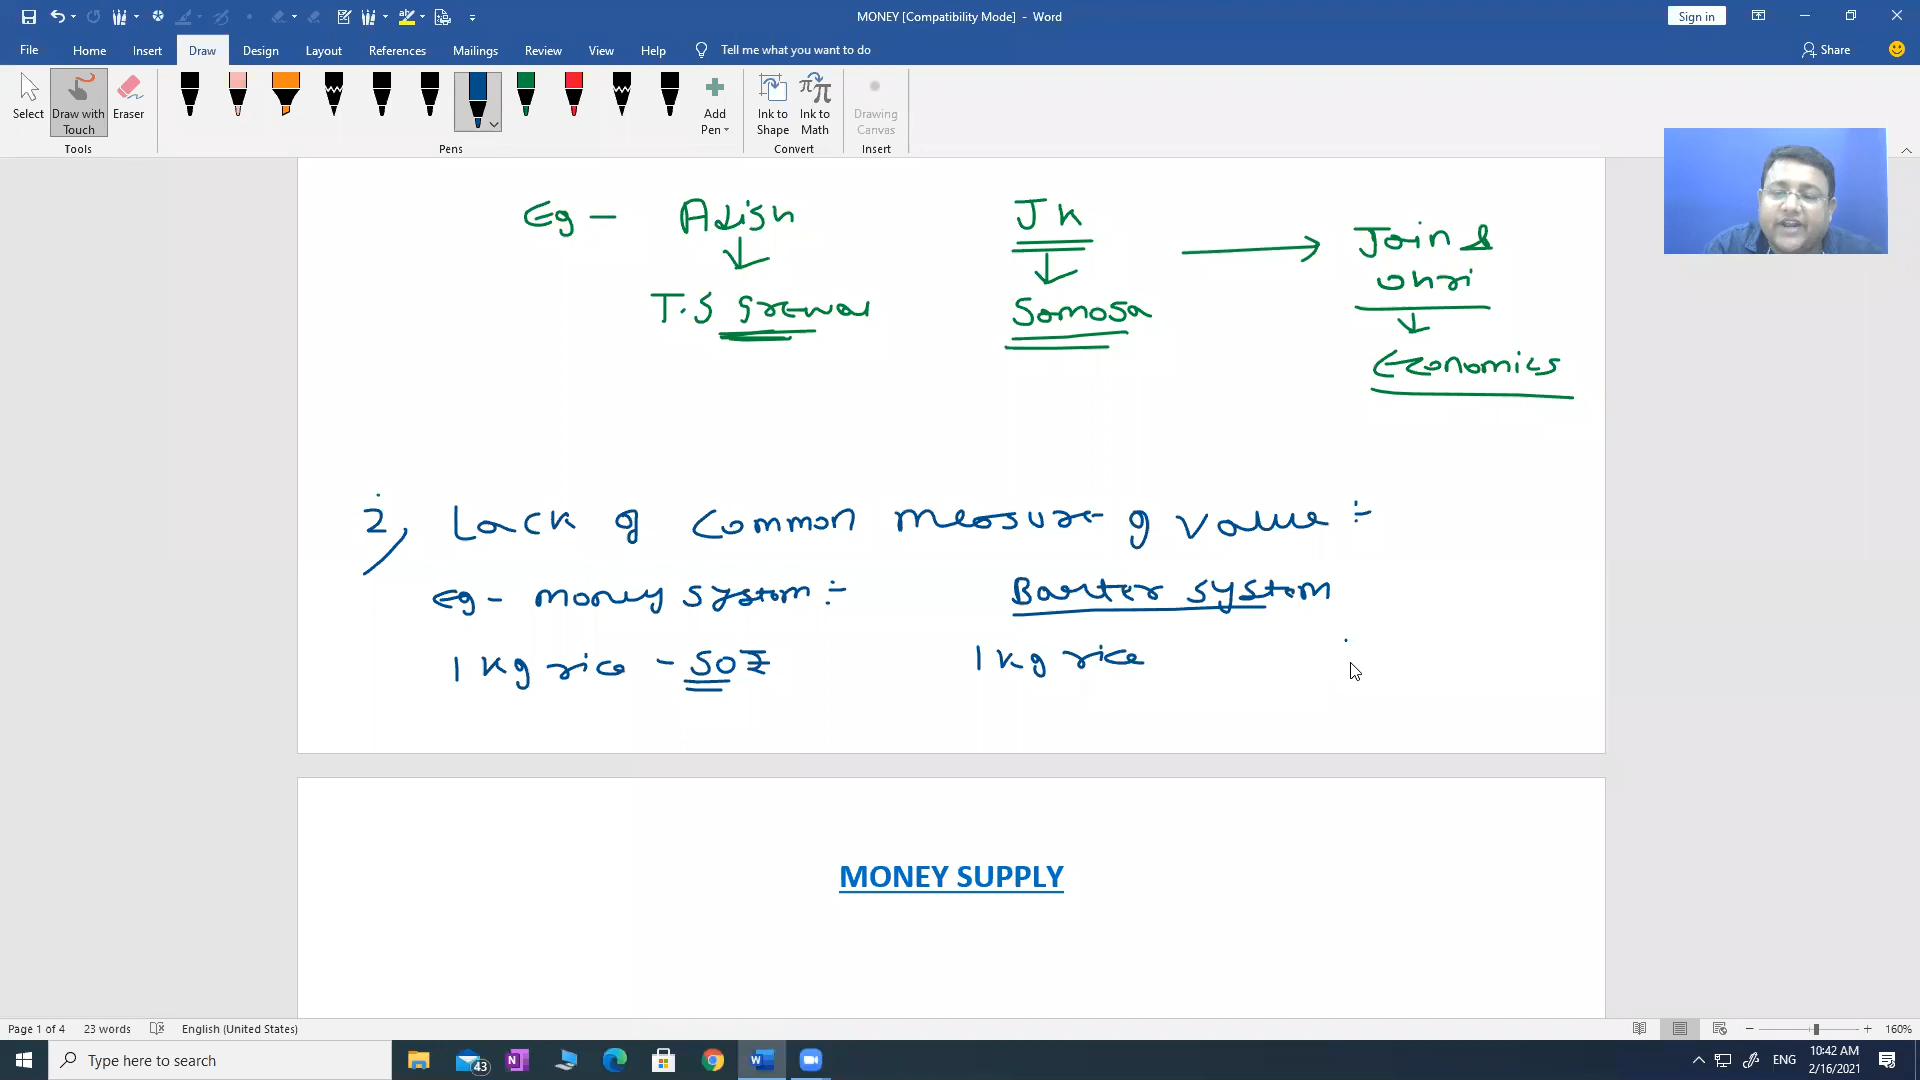 MONEY [Compatibility Mode] - Word
Sign in
File Home Insert Draw Design Layout References Mailings Review View Help Tell me what you want to do Share
Select Draw with Touch Eraser Add Pen Ink to Shape Ink to Math Drawing Canvas
Tools Pens Convert Insert
Eg - Adish JK Jain &
ohri
T.S Grewal Samosa
Economics
2, Lack of Common measure of value :-
Eg - money system :- Barter system
1 Kg rice - 50 ₹ 1 Kg rice
MONEY SUPPLY
Page 1 of 4 23 words English (United States) 160%
Type here to search 43 ENG 10:42 AM
2/16/2021